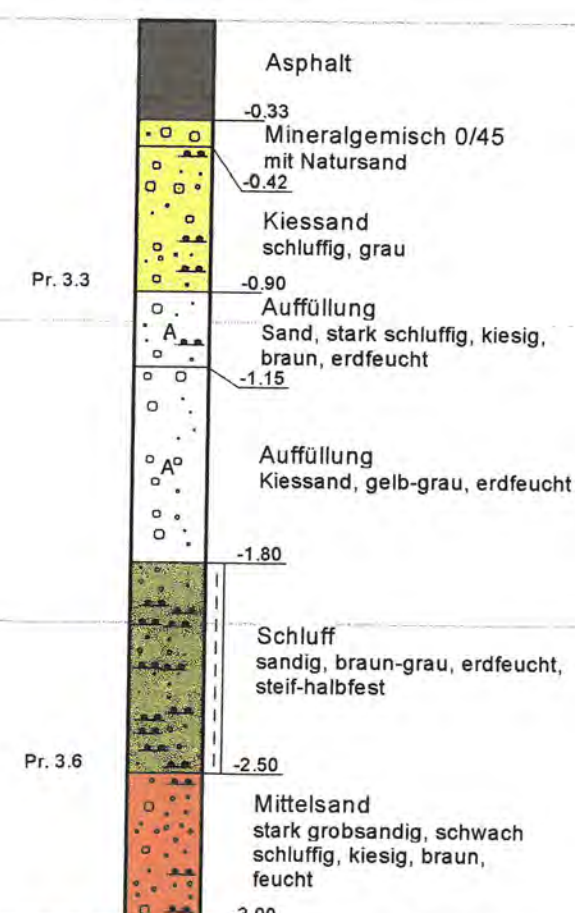 Asphalt
-0.33
Mineralgemisch 0/45
mit Natursand
-0.42
Kiessand
schluffig, grau
Pr. 3.3
-0.90
Auffüllung
Sand, stark schluffig, kiesig,
braun, erdfeucht
A
-1.15
Auffüllung
Kiessand, gelb-grau, erdfeucht
A
-1.80
Schluff
sandig, braun-grau, erdfeucht,
steif-halbfest
Pr. 3.6
-2.50
Mittelsand
stark grobsandig, schwach
schluffig, kiesig, braun,
feucht